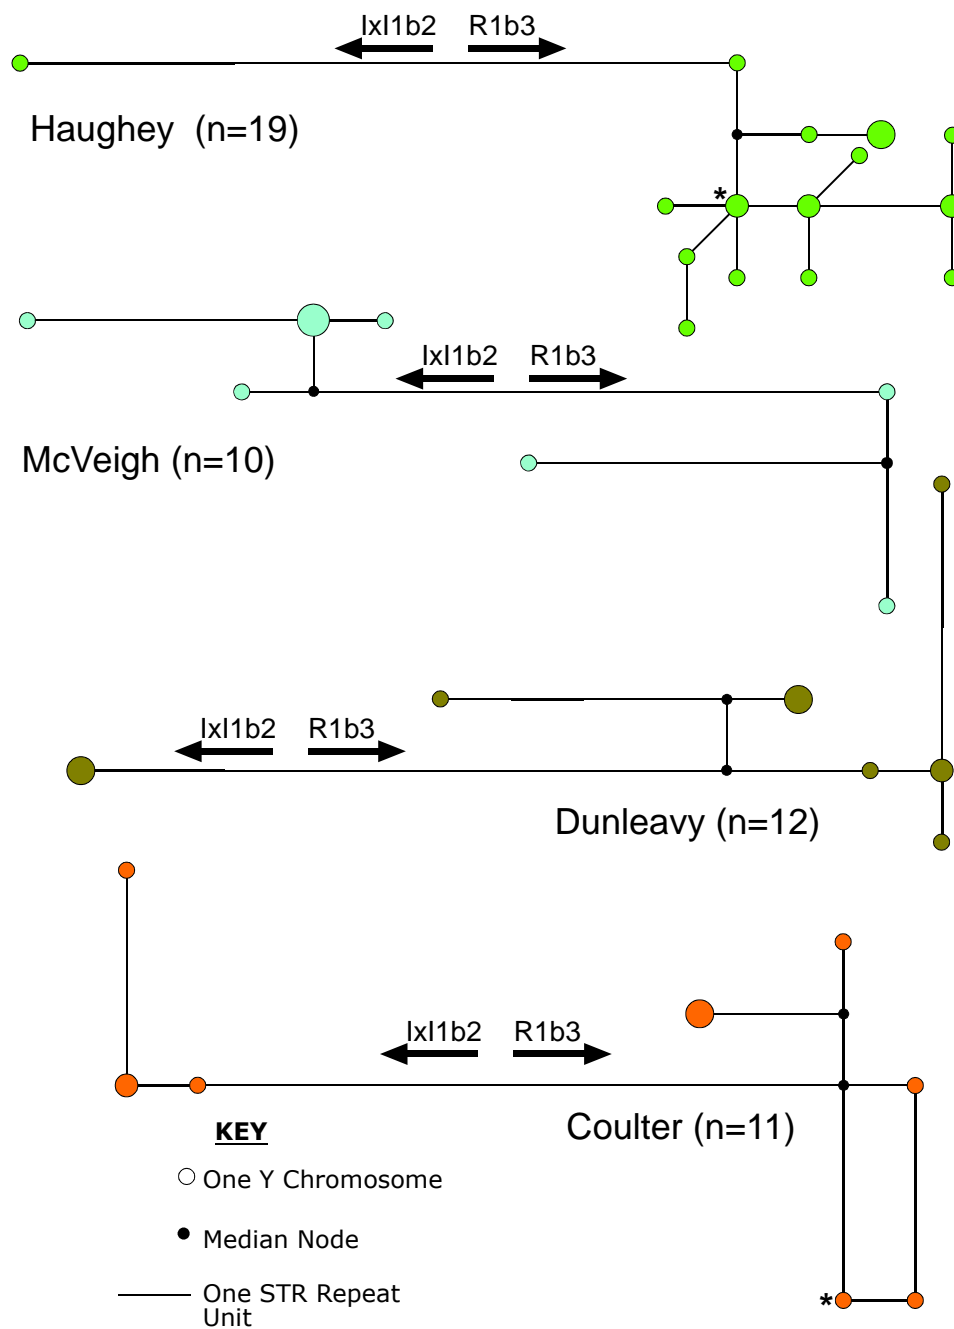 IxI1b2 R1b3
Haughey (n=19)
*
IxI1b2 R1b3
McVeigh (n=10)
IxI1b2 R1b3
Dunleavy (n=12)
IxI1b2 R1b3
Coulter (n=11)
KEY
One Y Chromosome
Median Node
One STR Repeat
Unit
*